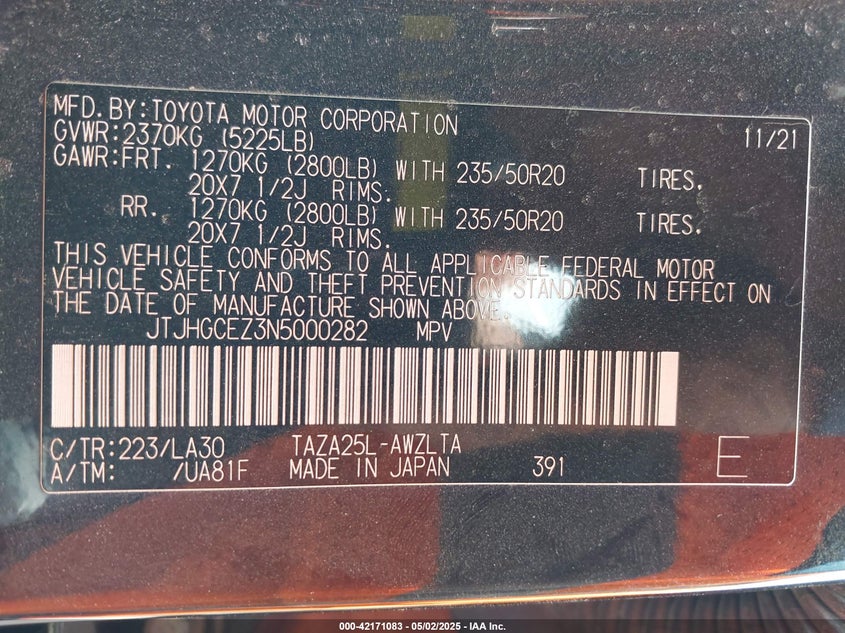 MFD.BY:TOYOTA MOTOR CORPORATION 11/21
GVWR:2370KG (5225LB)
GAWR:FRT. 1270KG (2800LB) WITH 235/50R20 TIRES.
20X7 1/2J RIMS.
RR. 1270KG (2800LB) WITH 235/50R20 TIRES.
20X7 1/2J RIMS.
THIS VEHICLE CONFORMS TO ALL APPLICABLE FEDERAL MOTOR
VEHICLE SAFETY AND THEFT PREVENTION STANDARDS IN EFFECT ON
THE DATE OF MANUFACTURE SHOWN ABOVE.
JTJHGCEZ3N5000282 MPV
C/TR:223/LA30 TAZA25L-AWZLTA E
A/TM: /UA81F MADE IN JAPAN 391
000-42171083 - 05/02/2025 - IAA Inc.